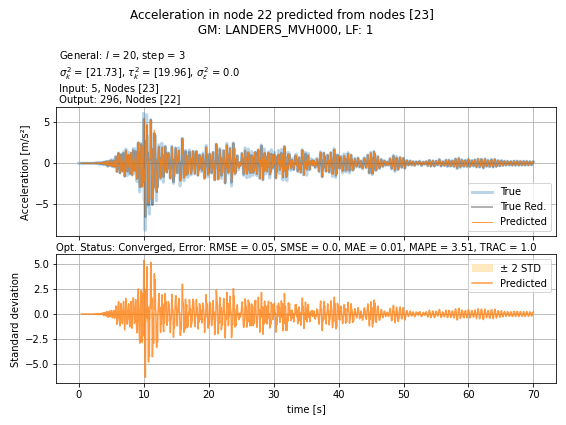 Acceleration in node 22 predicted from nodes [23]
GM: LANDERS_MVH000, LF: 1
General: l = 20, step = 3
σ²ₖ = [21.73], τ²ₖ = [19.96], σ²_ε = 0.0
Input: 5, Nodes [23]
Output: 296, Nodes [22]
Acceleration [m/s²]
5
0
−5
True
True Red.
Predicted
Opt. Status: Converged, Error: RMSE = 0.05, SMSE = 0.0, MAE = 0.01, MAPE = 3.51, TRAC = 1.0
Standard deviation
5.0
2.5
0.0
−2.5
−5.0
± 2 STD
Predicted
0 10 20 30 40 50 60 70
time [s]